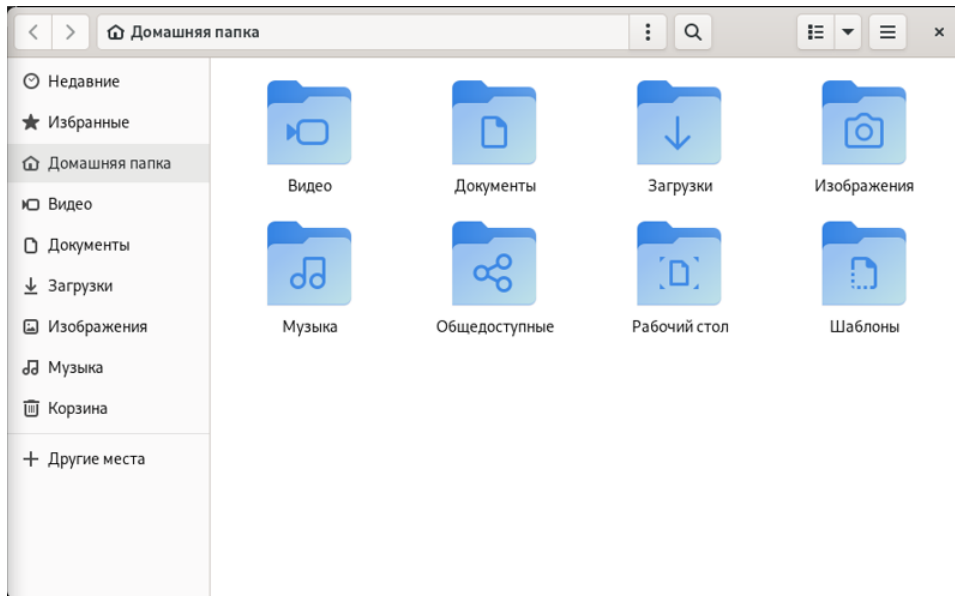 Домашняя папка
Недавние
Избранные
Домашняя папка
Видео
Документы
Загрузки
Изображения
Музыка
Корзина
Другие места
Видео
Документы
Загрузки
Изображения
Музыка
Общедоступные
Рабочий стол
Шаблоны